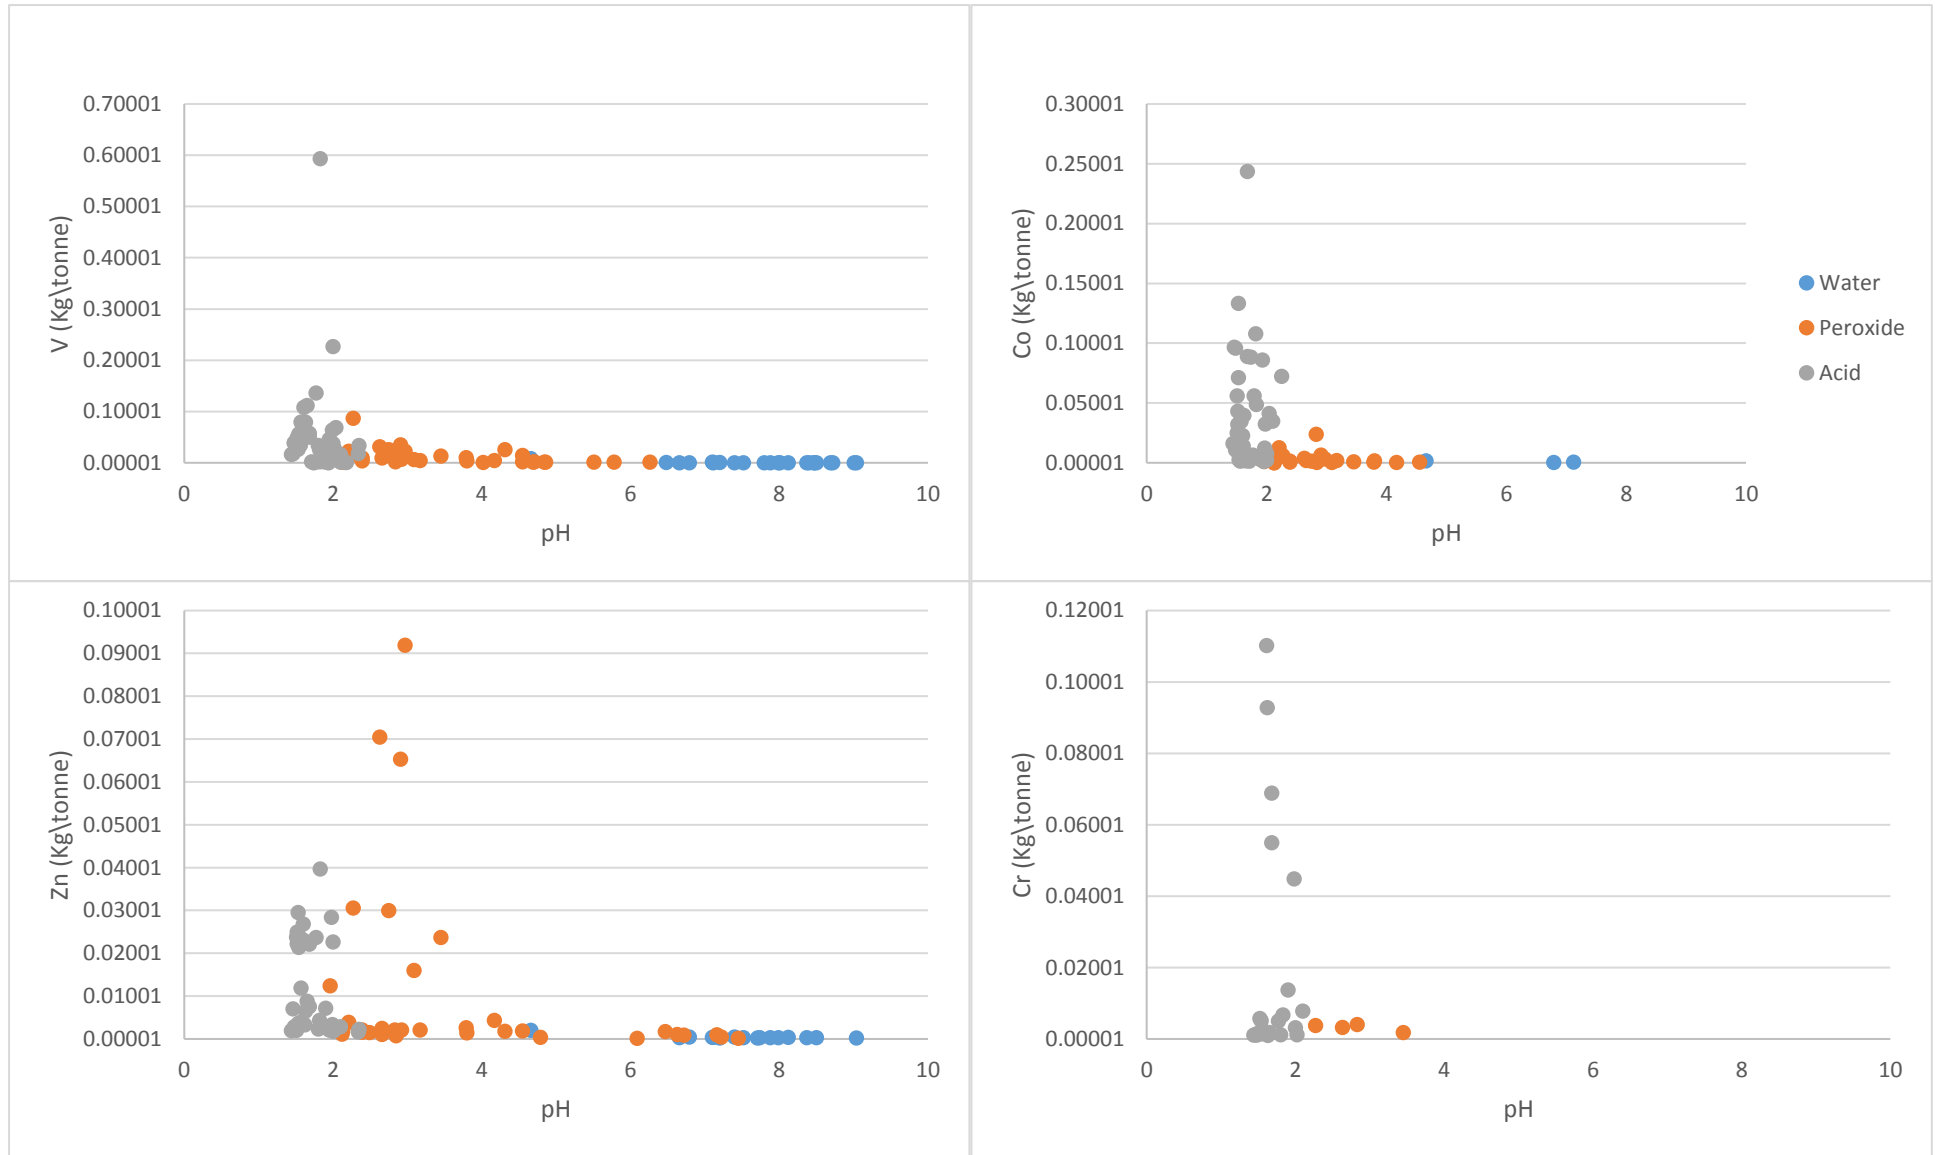 0.70001
0.60001
0.50001
0.40001
0.30001
0.20001
0.10001
0.00001
V (Kg\tonne)
0 2 4 6 8 10
pH
0.30001
0.25001
0.20001
0.15001
0.10001
0.05001
0.00001
Co (Kg\tonne)
0 2 4 6 8 10
pH
Water
Peroxide
Acid
0.10001
0.09001
0.08001
0.07001
0.06001
0.05001
0.04001
0.03001
0.02001
0.01001
0.00001
Zn (Kg\tonne)
0 2 4 6 8 10
pH
0.12001
0.10001
0.08001
0.06001
0.04001
0.02001
0.00001
Cr (Kg\tonne)
0 2 4 6 8 10
pH